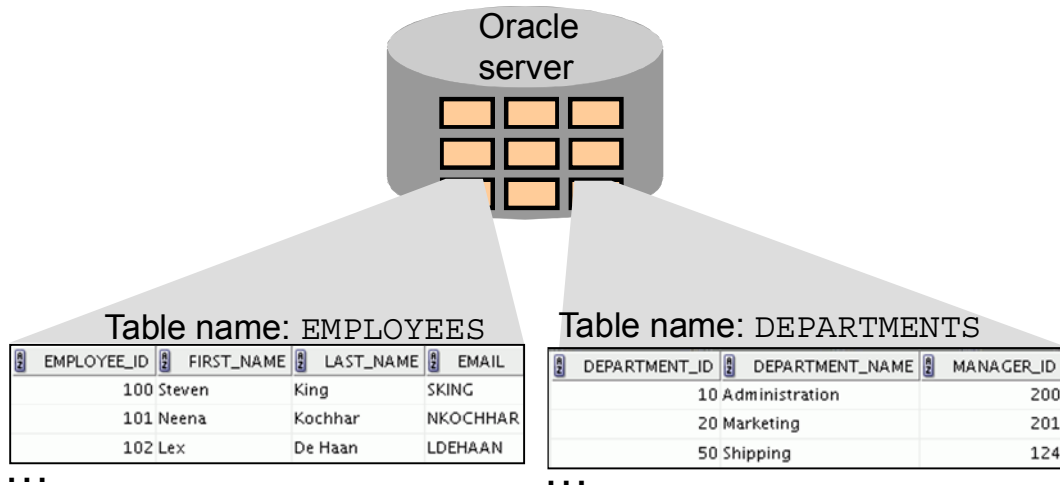 Oracle
server
Table name: EMPLOYEES
EMPLOYEE_ID FIRST_NAME LAST_NAME EMAIL
100 Steven King SKING
101 Neena Kochhar NKOCHHAR
102 Lex De Haan LDEHAAN
...
Table name: DEPARTMENTS
DEPARTMENT_ID DEPARTMENT_NAME MANAGER_ID
10 Administration 200
20 Marketing 201
50 Shipping 124
...